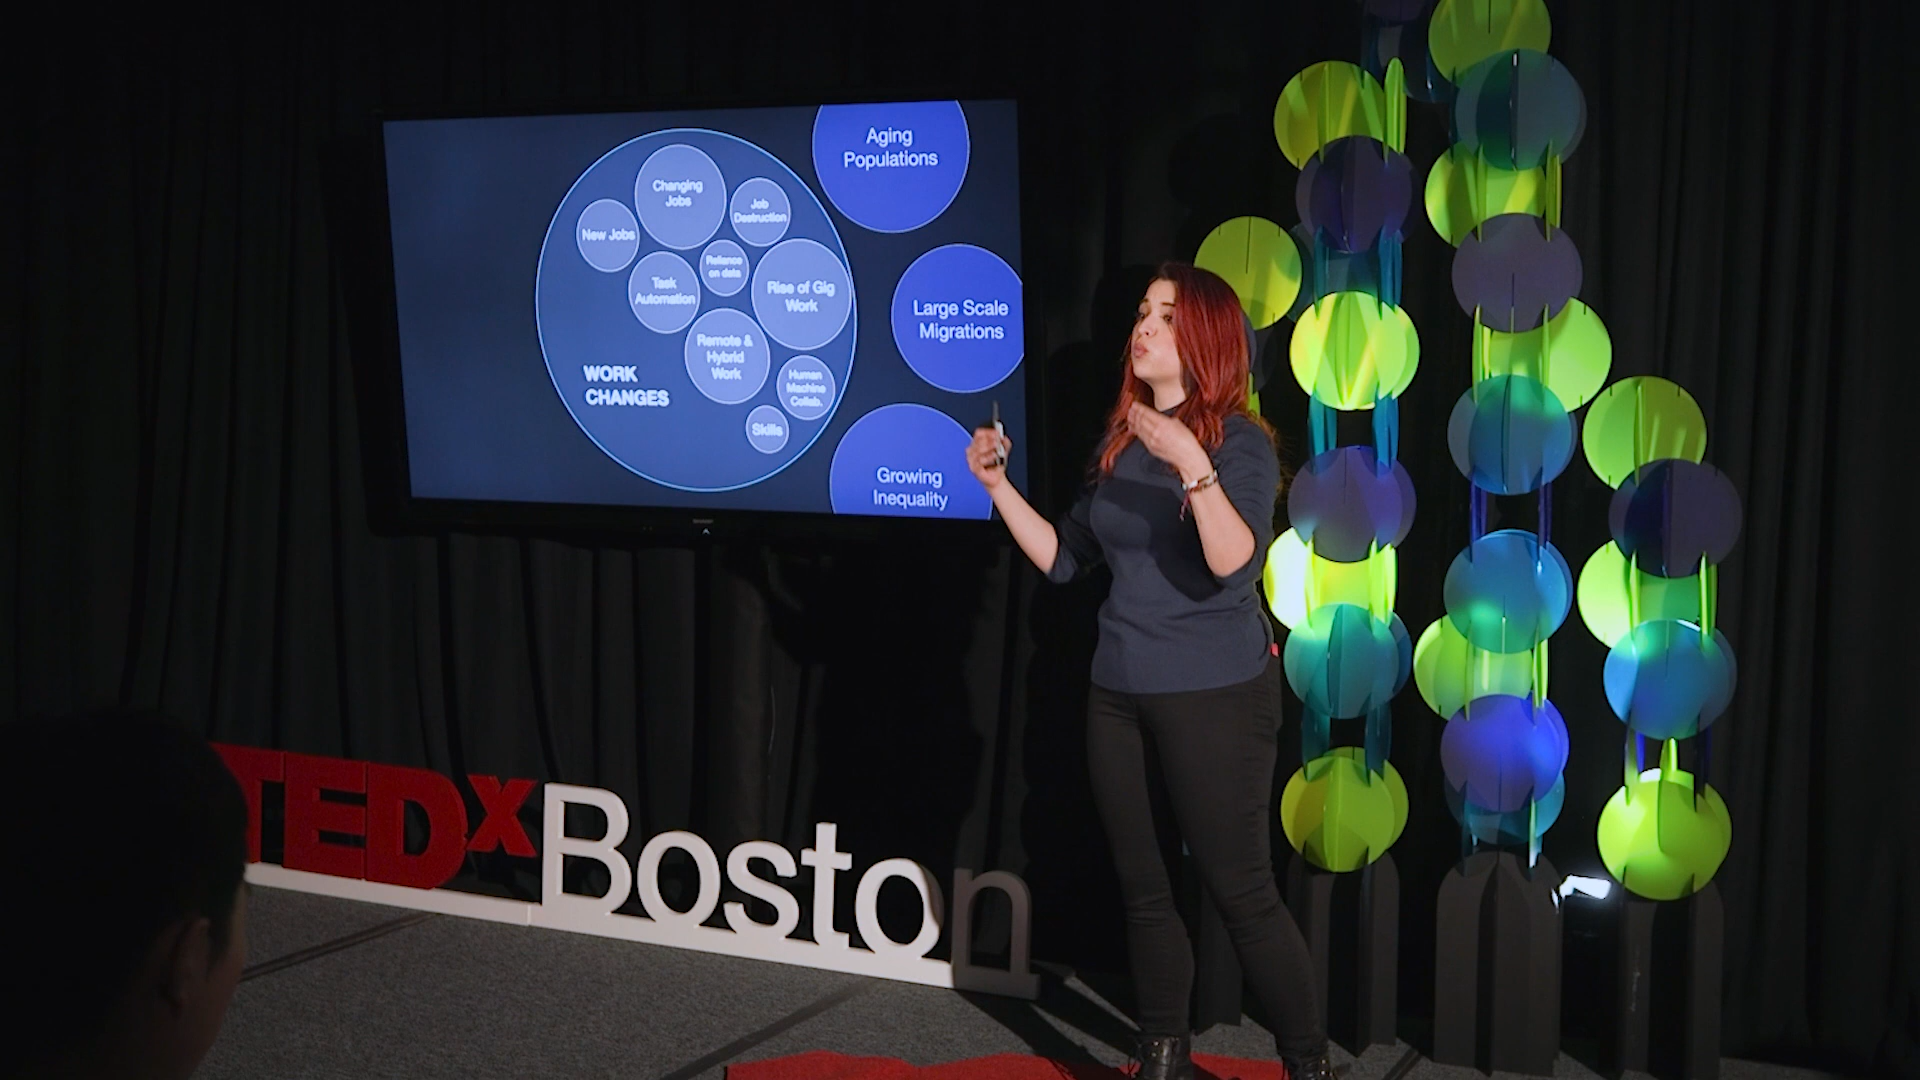 Aging
Populations
Changing
Jobs
Job
Destruction
New Jobs
Reliance
on data
Task
Automation
Rise of Gig
Work
Large Scale
Migrations
Remote &
Hybrid
Work
WORK
CHANGES
Human
Machine
Collab.
Skills
Growing
Inequality
TEDxBoston